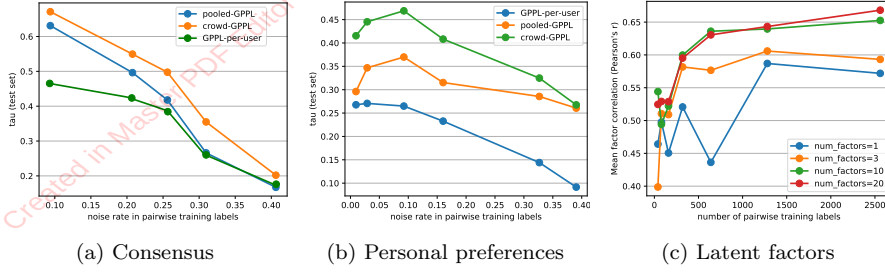 pooled-GPPL
crowd-GPPL
GPPL-per-user
tau (test set)
0.6
0.5
0.4
0.3
0.2
0.10 0.15 0.20 0.25 0.30 0.35 0.40
noise rate in pairwise training labels
(a) Consensus
GPPL-per-user
pooled-GPPL
crowd-GPPL
tau (test set)
0.45
0.40
0.35
0.30
0.25
0.20
0.15
0.10
0.00 0.05 0.10 0.15 0.20 0.25 0.30 0.35 0.40
noise rate in pairwise training labels
(b) Personal preferences
Mean factor correlation (Pearson's r)
0.65
0.60
0.55
0.50
0.45
0.40
num_factors=1
num_factors=3
num_factors=10
num_factors=20
0 500 1000 1500 2000 2500
number of pairwise training labels
(c) Latent factors
Created in Master PDF Editor